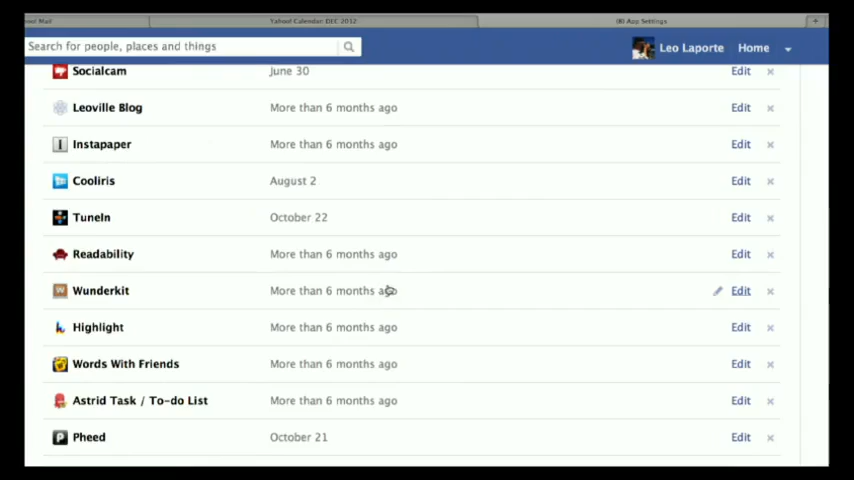 Yahoo! Calendar: DEC 2012
(8) App Settings
Search for people, places and things
Leo Laporte Home
Socialcam June 30 Edit
Leoville Blog More than 6 months ago Edit
Instapaper More than 6 months ago Edit
Cooliris August 2 Edit
TuneIn October 22 Edit
Readability More than 6 months ago Edit
Wunderkit More than 6 months ago Edit
Highlight More than 6 months ago Edit
Words With Friends More than 6 months ago Edit
Astrid Task / To-do List More than 6 months ago Edit
Pheed October 21 Edit